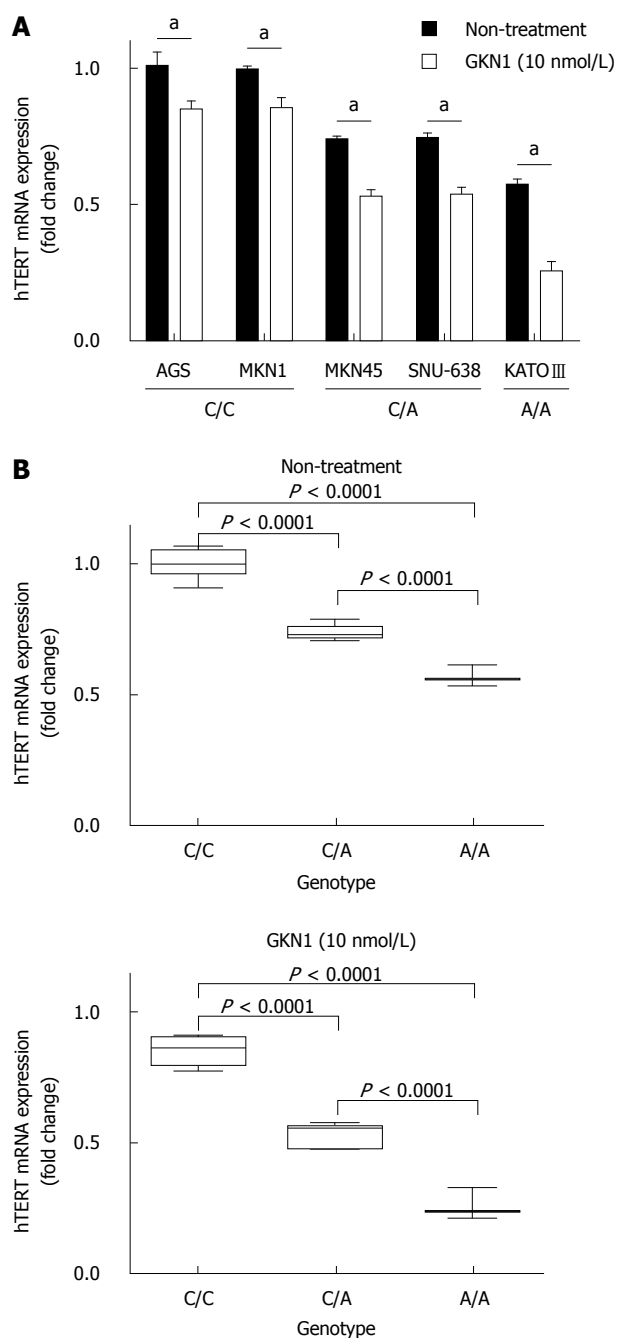 A
a a a a a
Non-treatment
GKN1 (10 nmol/L)
hTERT mRNA expression
(fold change)
1.0
0.5
0.0
AGS MKN1 MKN45 SNU-638 KATO Ⅲ
C/C C/A A/A
B
Non-treatment
P < 0.0001
P < 0.0001
P < 0.0001
hTERT mRNA expression
(fold change)
1.0
0.5
0.0
C/C C/A A/A
Genotype
GKN1 (10 nmol/L)
P < 0.0001
P < 0.0001
P < 0.0001
hTERT mRNA expression
(fold change)
1.0
0.5
0.0
C/C C/A A/A
Genotype